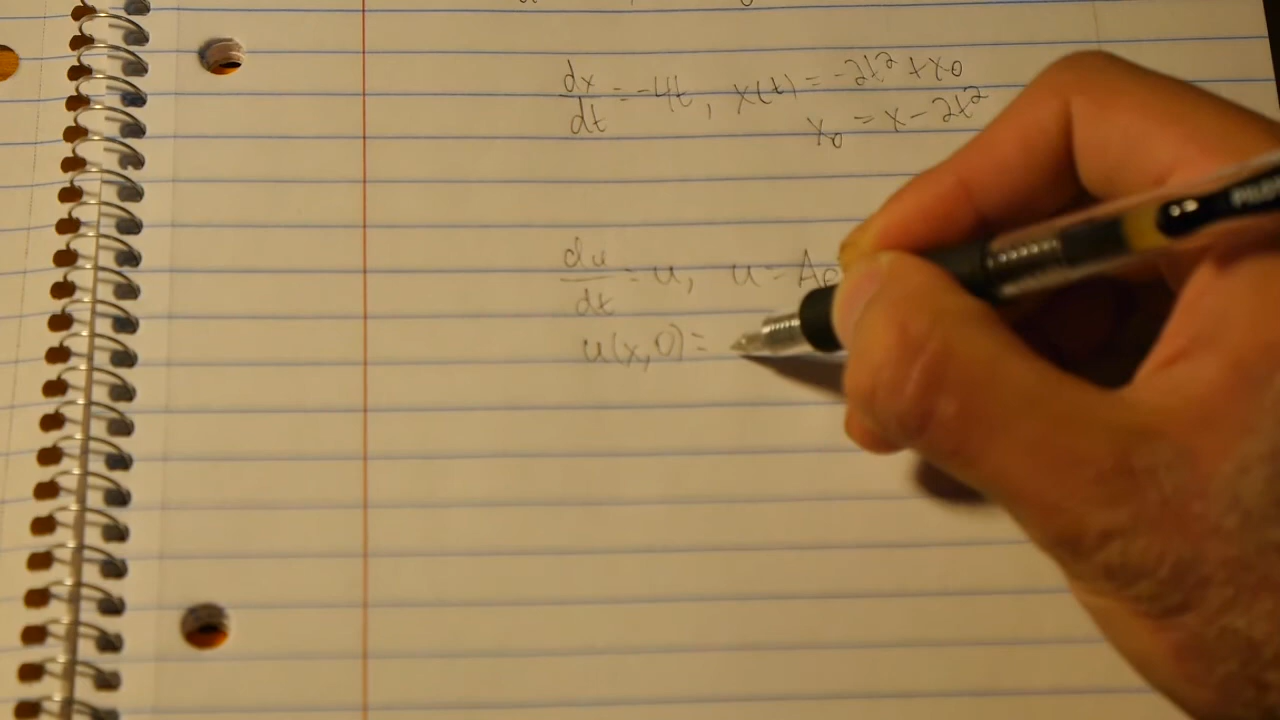 dx/dt = -4t, x(t) = -2t² + x₀
x₀ = x - 2t²
du/dt = u, u = Ae
u(x,0) =